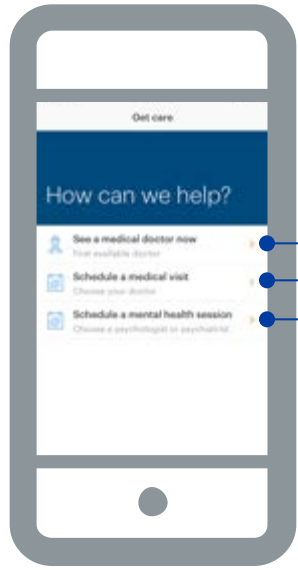 Get care
How can we help?
See a medical doctor now
First available doctor
Schedule a medical visit
Choose your doctor
Schedule a mental health session
Choose a psychologist or psychiatrist